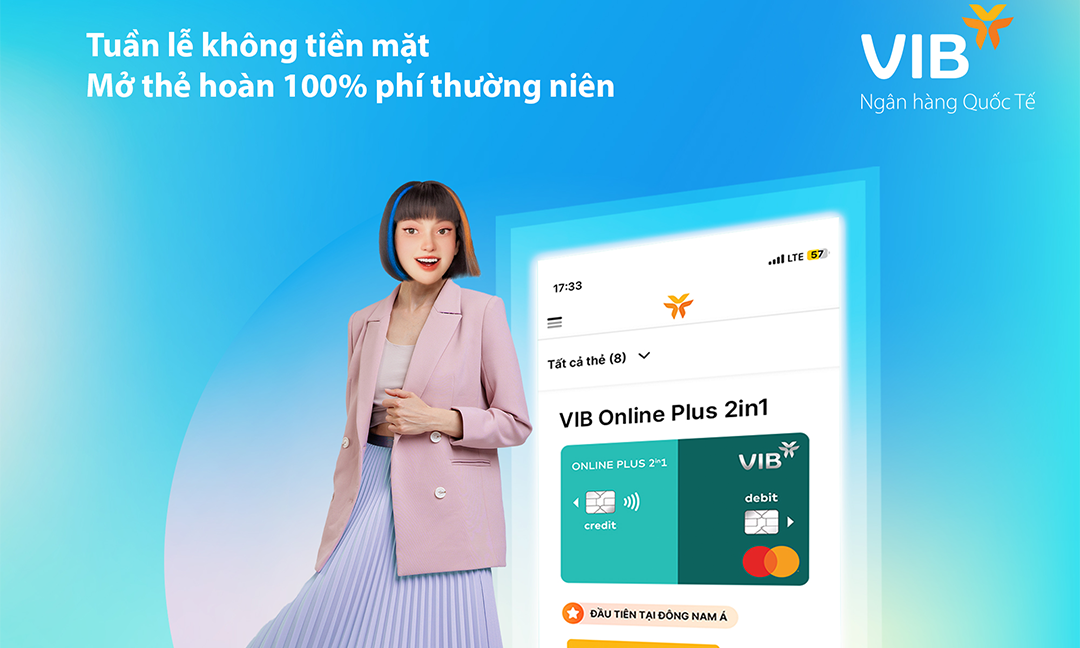 Tuần lễ không tiền mặt
Mở thẻ hoàn 100% phí thường niên
VIB
Ngân hàng Quốc Tế
17:33
LTE 57
Tất cả thẻ (8)
VIB Online Plus 2in1
ONLINE PLUS 2in1
VIB
credit
debit
ĐẦU TIÊN TẠI ĐÔNG NAM Á